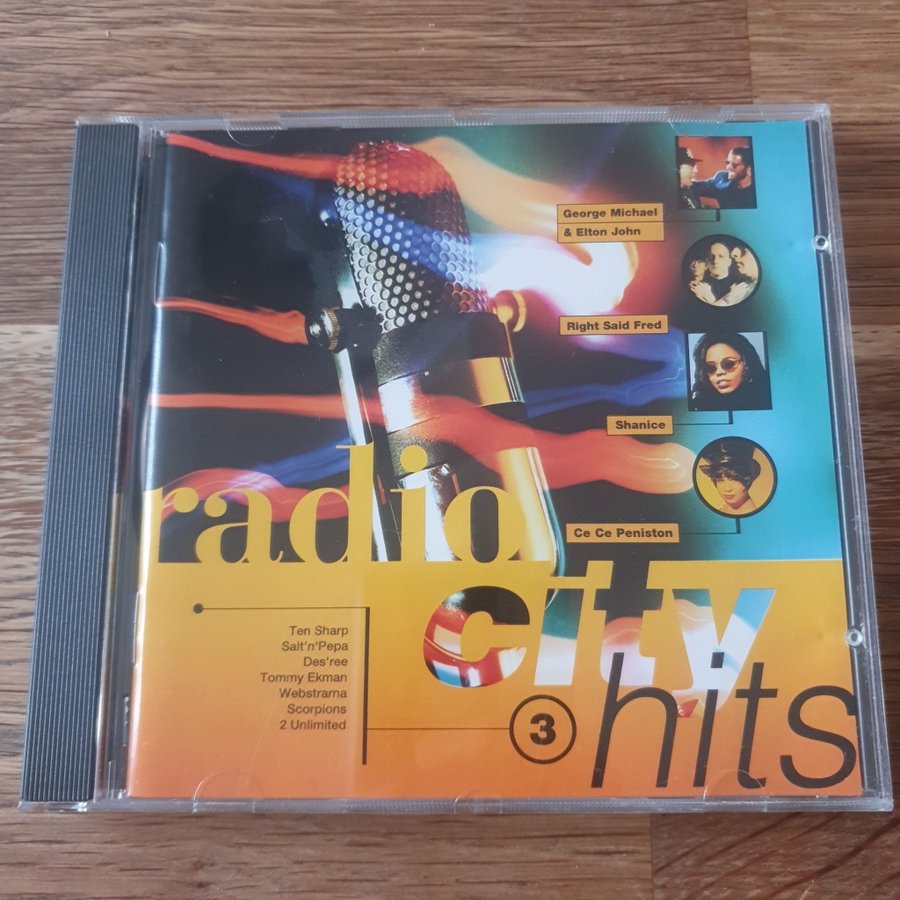 George Michael
& Elton John
Right Said Fred
Shanice
Ce Ce Peniston
radio
city
hits
3
Ten Sharp
Salt'n'Pepa
Des'ree
Tommy Ekman
Webstrarna
Scorpions
2 Unlimited